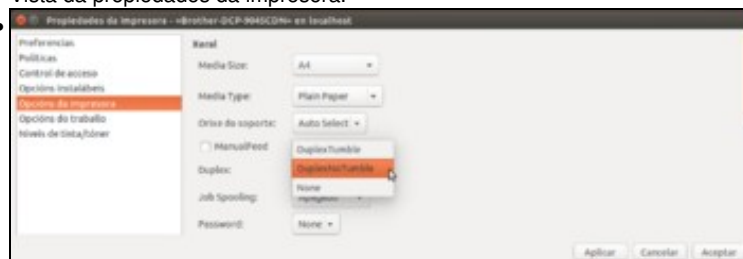 Vista da propiedades da impresora.
Propiedades da impresora - «Brother-DCP-9045CDN» en localhost
Preferencias
Políticas
Control de acceso
Opcións instalábeis
Opcións da impresora
Opcións do traballo
Niveis de tinta/tóner
Xeral
Media Size: A4
Media Type: Plain Paper
Orixe do soporte: Auto Select
ManualFeed
Duplex:
DuplexTumble
DuplexNoTumble
None
Job Spooling: Apagado
Password: None
Aplicar Cancelar Aceptar